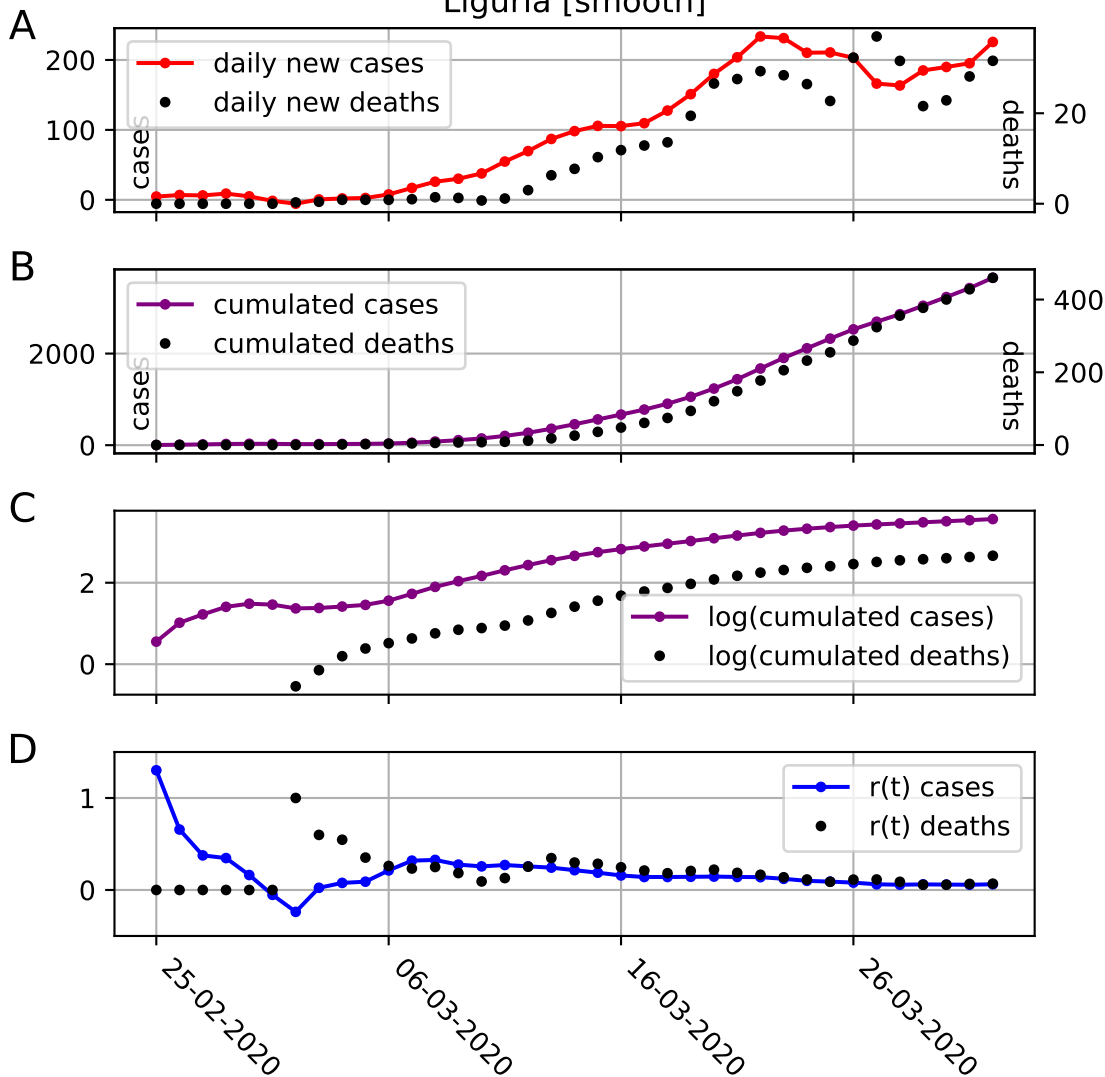 Liguria [smooth]
A
daily new cases
daily new deaths
200
100
0
cases
20
0
deaths
B
cumulated cases
cumulated deaths
2000
0
cases
400
200
0
deaths
C
2
0
log(cumulated cases)
log(cumulated deaths)
D
1
0
r(t) cases
r(t) deaths
25-02-2020
06-03-2020
16-03-2020
26-03-2020